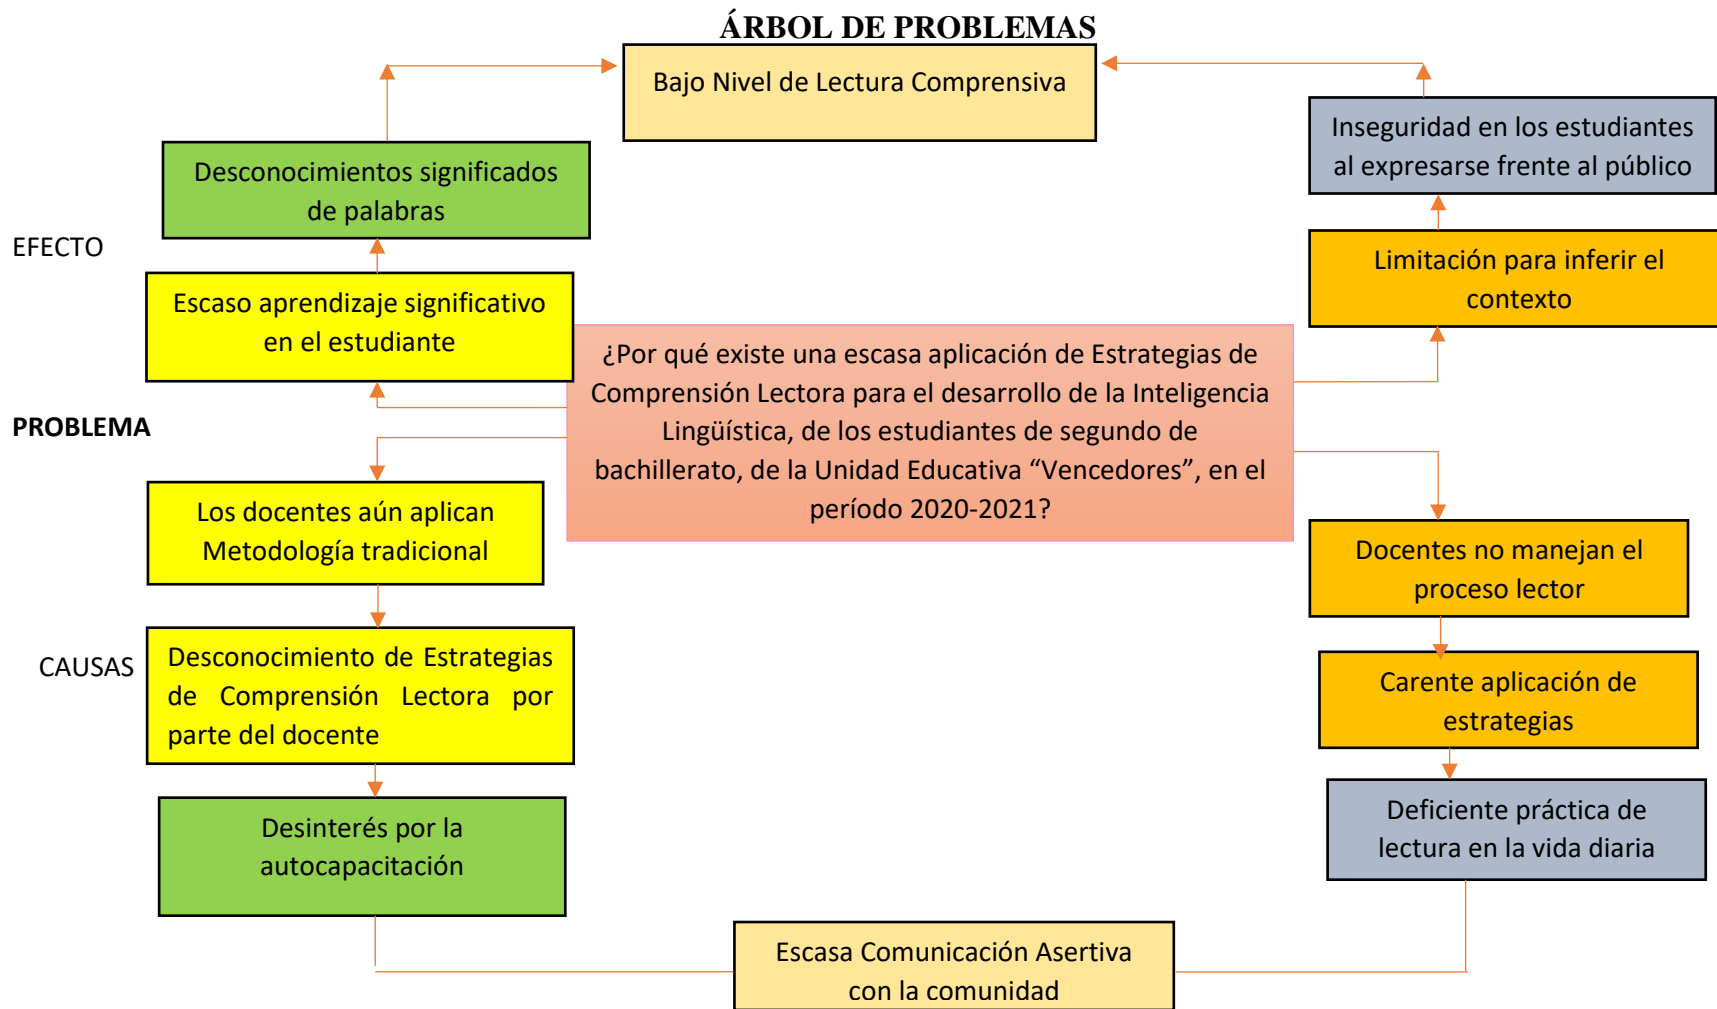 ÁRBOL DE PROBLEMAS
Bajo Nivel de Lectura Comprensiva
Inseguridad en los estudiantes
al expresarse frente al público
Desconocimientos significados
de palabras
EFECTO
Limitación para inferir el
contexto
Escaso aprendizaje significativo
en el estudiante
¿Por qué existe una escasa aplicación de Estrategias de
Comprensión Lectora para el desarrollo de la Inteligencia
Lingüística, de los estudiantes de segundo de
bachillerato, de la Unidad Educativa “Vencedores”, en el
período 2020-2021?
PROBLEMA
Los docentes aún aplican
Metodología tradicional
Docentes no manejan el
proceso lector
CAUSAS
Desconocimiento de Estrategias
de Comprensión Lectora por
parte del docente
Carente aplicación de
estrategias
Desinterés por la
autocapacitación
Deficiente práctica de
lectura en la vida diaria
Escasa Comunicación Asertiva
con la comunidad